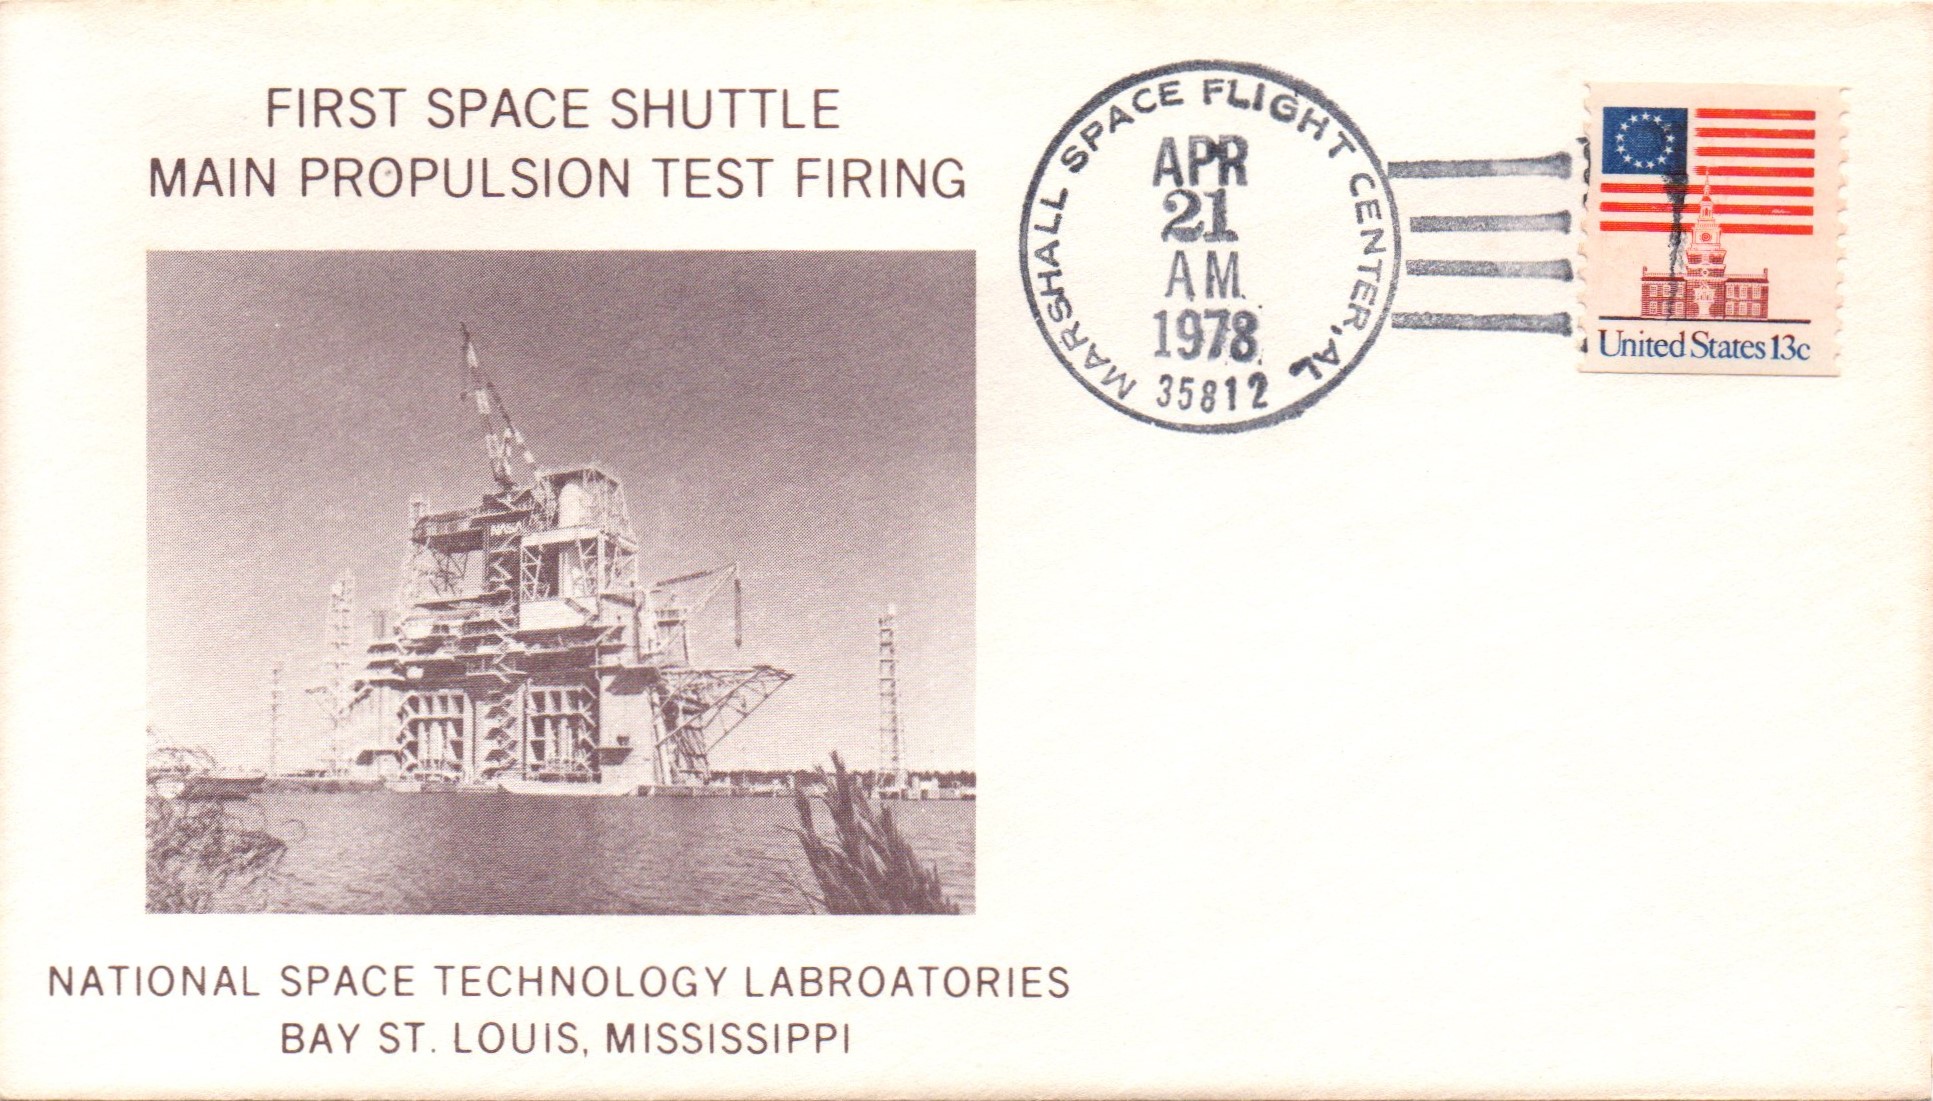 FIRST SPACE SHUTTLE
MAIN PROPULSION TEST FIRING
MARSHALL SPACE FLIGHT CENTER, AL
APR
21
AM
1978
35812
United States 13c
NASA
NATIONAL SPACE TECHNOLOGY LABROATORIES
BAY ST. LOUIS, MISSISSIPPI